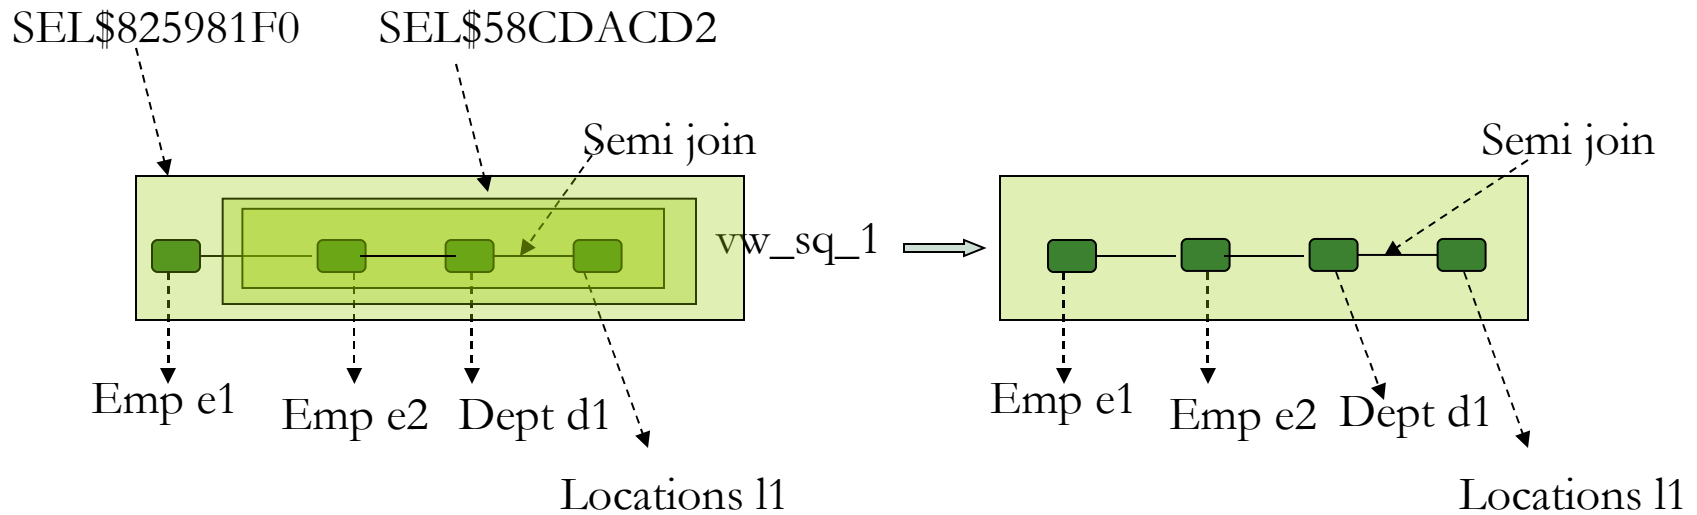 SEL$825981F0
SEL$58CDACD2
Semi join
Semi join
vw_sq_1
Emp e1
Emp e2
Dept d1
Locations l1
Emp e1
Emp e2
Dept d1
Locations l1